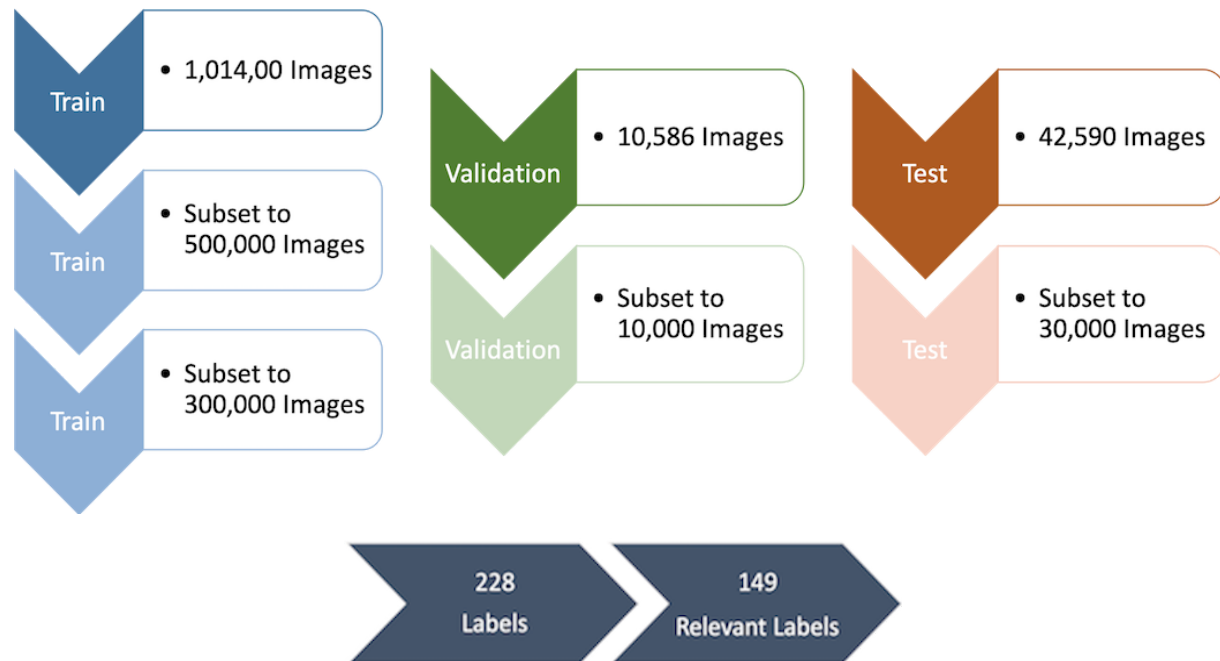 Train
• 1,014,00 Images
Train
• Subset to
500,000 Images
Train
• Subset to
300,000 Images
Validation
• 10,586 Images
Validation
• Subset to
10,000 Images
Test
• 42,590 Images
Test
• Subset to
30,000 Images
228
Labels
149
Relevant Labels